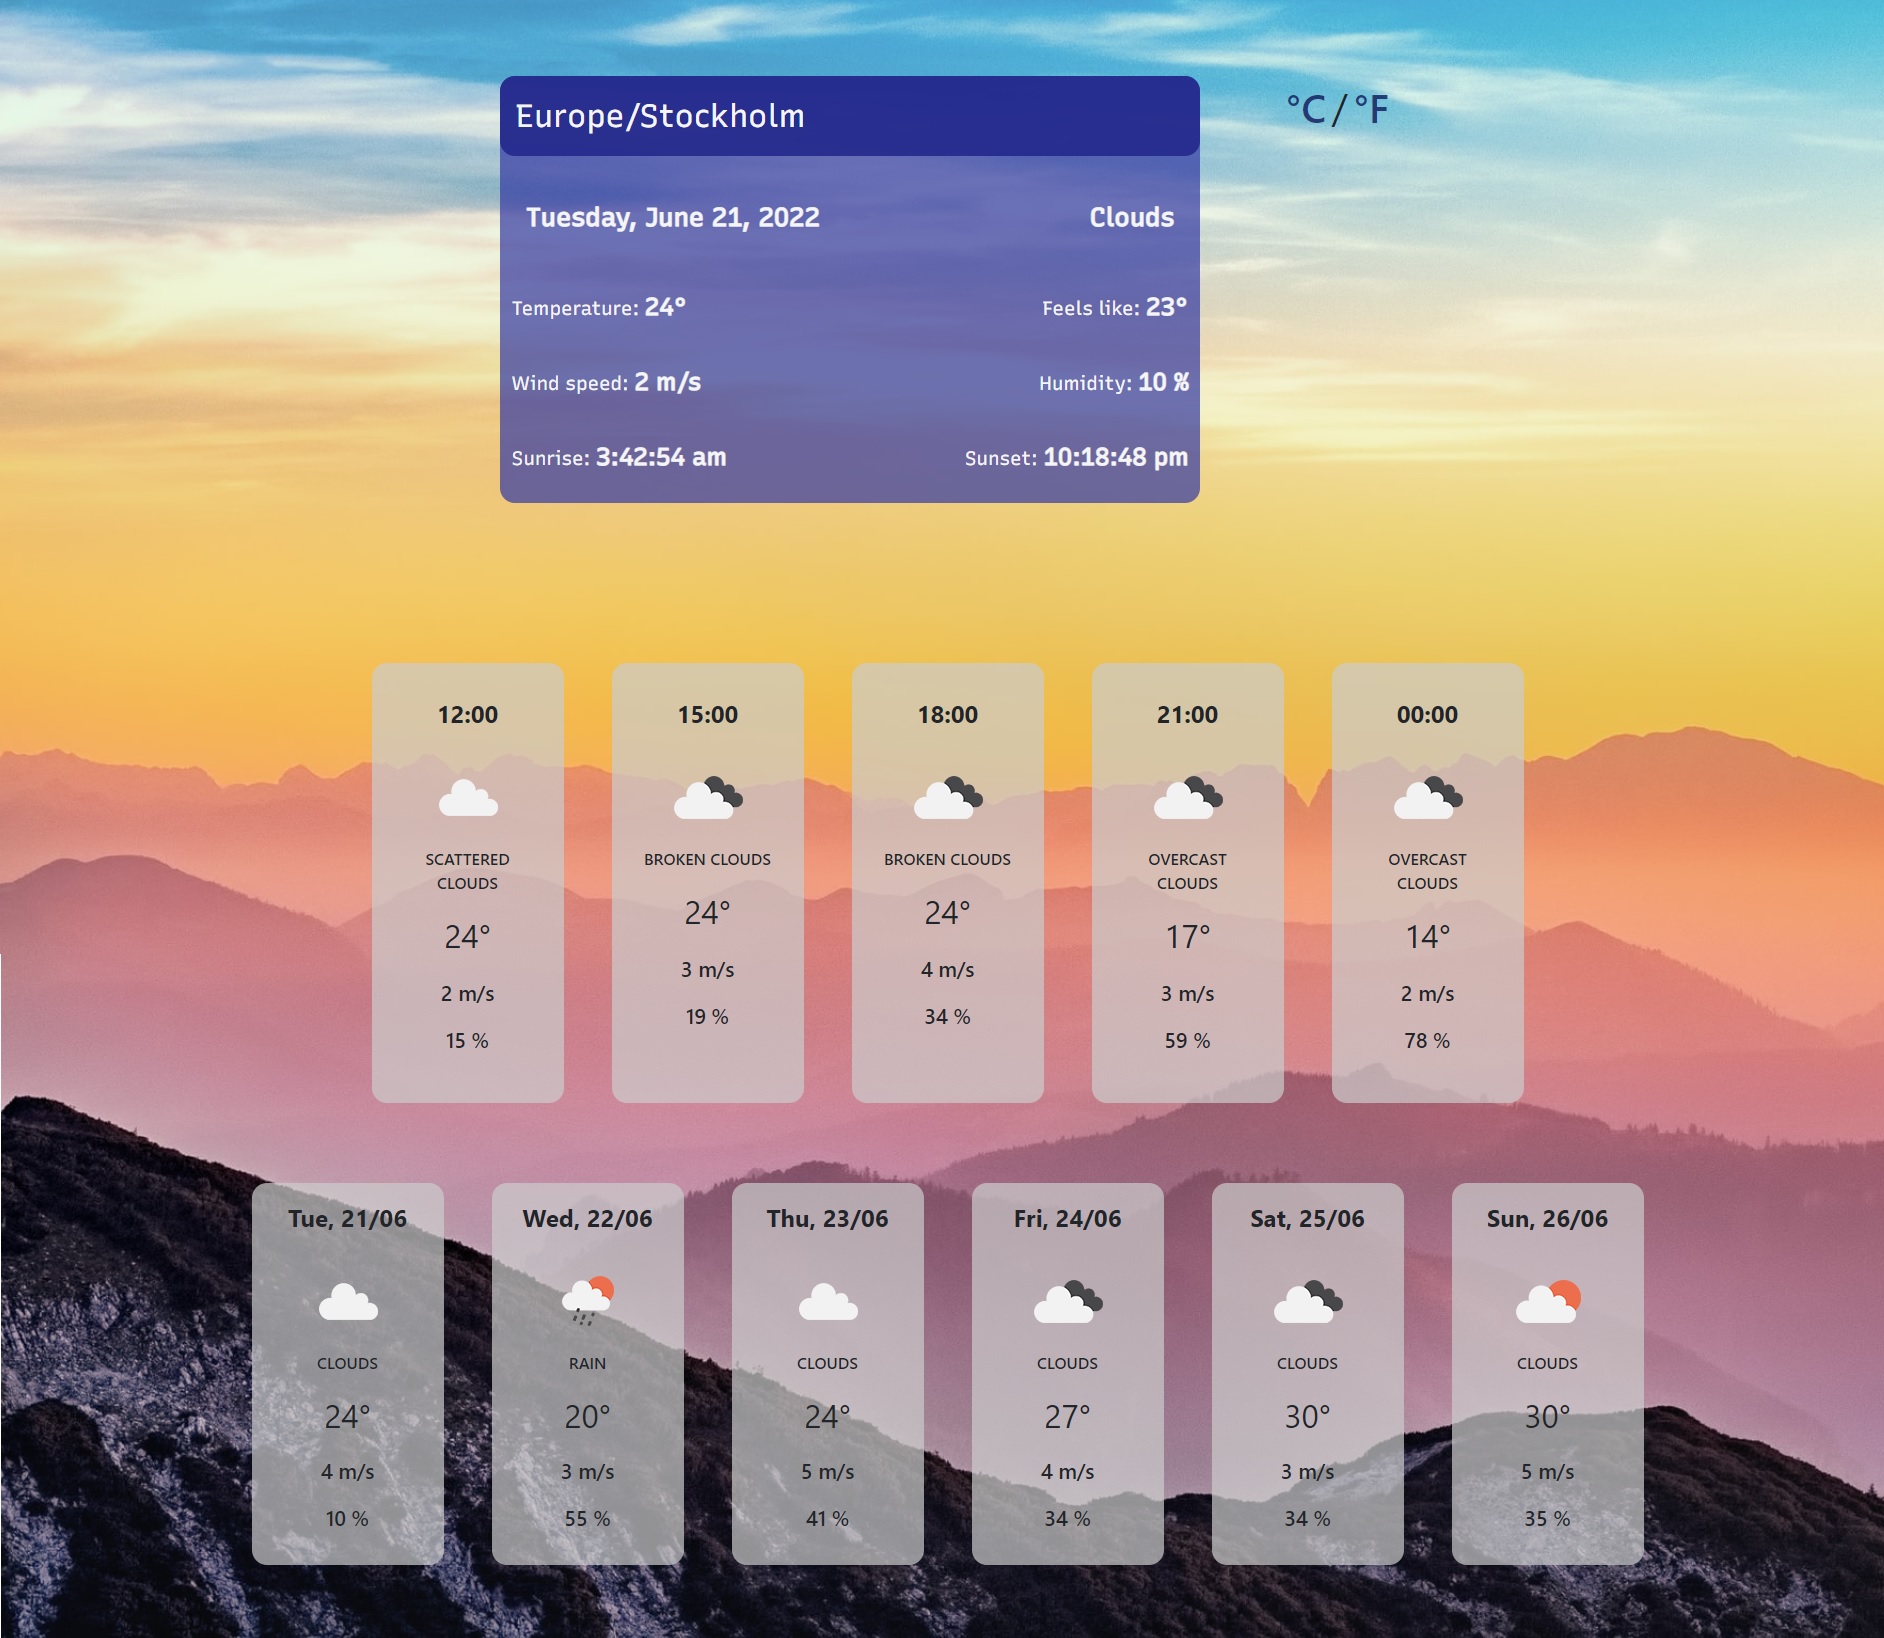 Europe/Stockholm
°C / °F
Tuesday, June 21, 2022 Clouds
Temperature: 24° Feels like: 23°
Wind speed: 2 m/s Humidity: 10 %
Sunrise: 3:42:54 am Sunset: 10:18:48 pm
12:00
SCATTERED
CLOUDS
24°
2 m/s
15 %
15:00
BROKEN CLOUDS
24°
3 m/s
19 %
18:00
BROKEN CLOUDS
24°
4 m/s
34 %
21:00
OVERCAST
CLOUDS
17°
3 m/s
59 %
00:00
OVERCAST
CLOUDS
14°
2 m/s
78 %
Tue, 21/06
CLOUDS
24°
4 m/s
10 %
Wed, 22/06
RAIN
20°
3 m/s
55 %
Thu, 23/06
CLOUDS
24°
5 m/s
41 %
Fri, 24/06
CLOUDS
27°
4 m/s
34 %
Sat, 25/06
CLOUDS
30°
3 m/s
34 %
Sun, 26/06
CLOUDS
30°
5 m/s
35 %